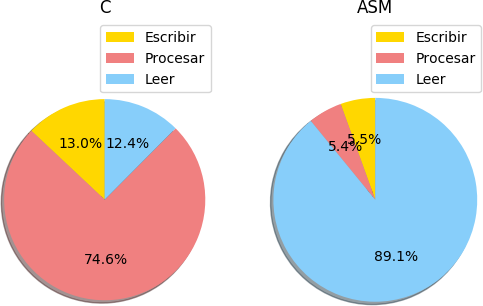 C
Escribir
Procesar
Leer
13.0%
12.4%
74.6%
ASM
Escribir
Procesar
Leer
5.5%
5.4%
89.1%